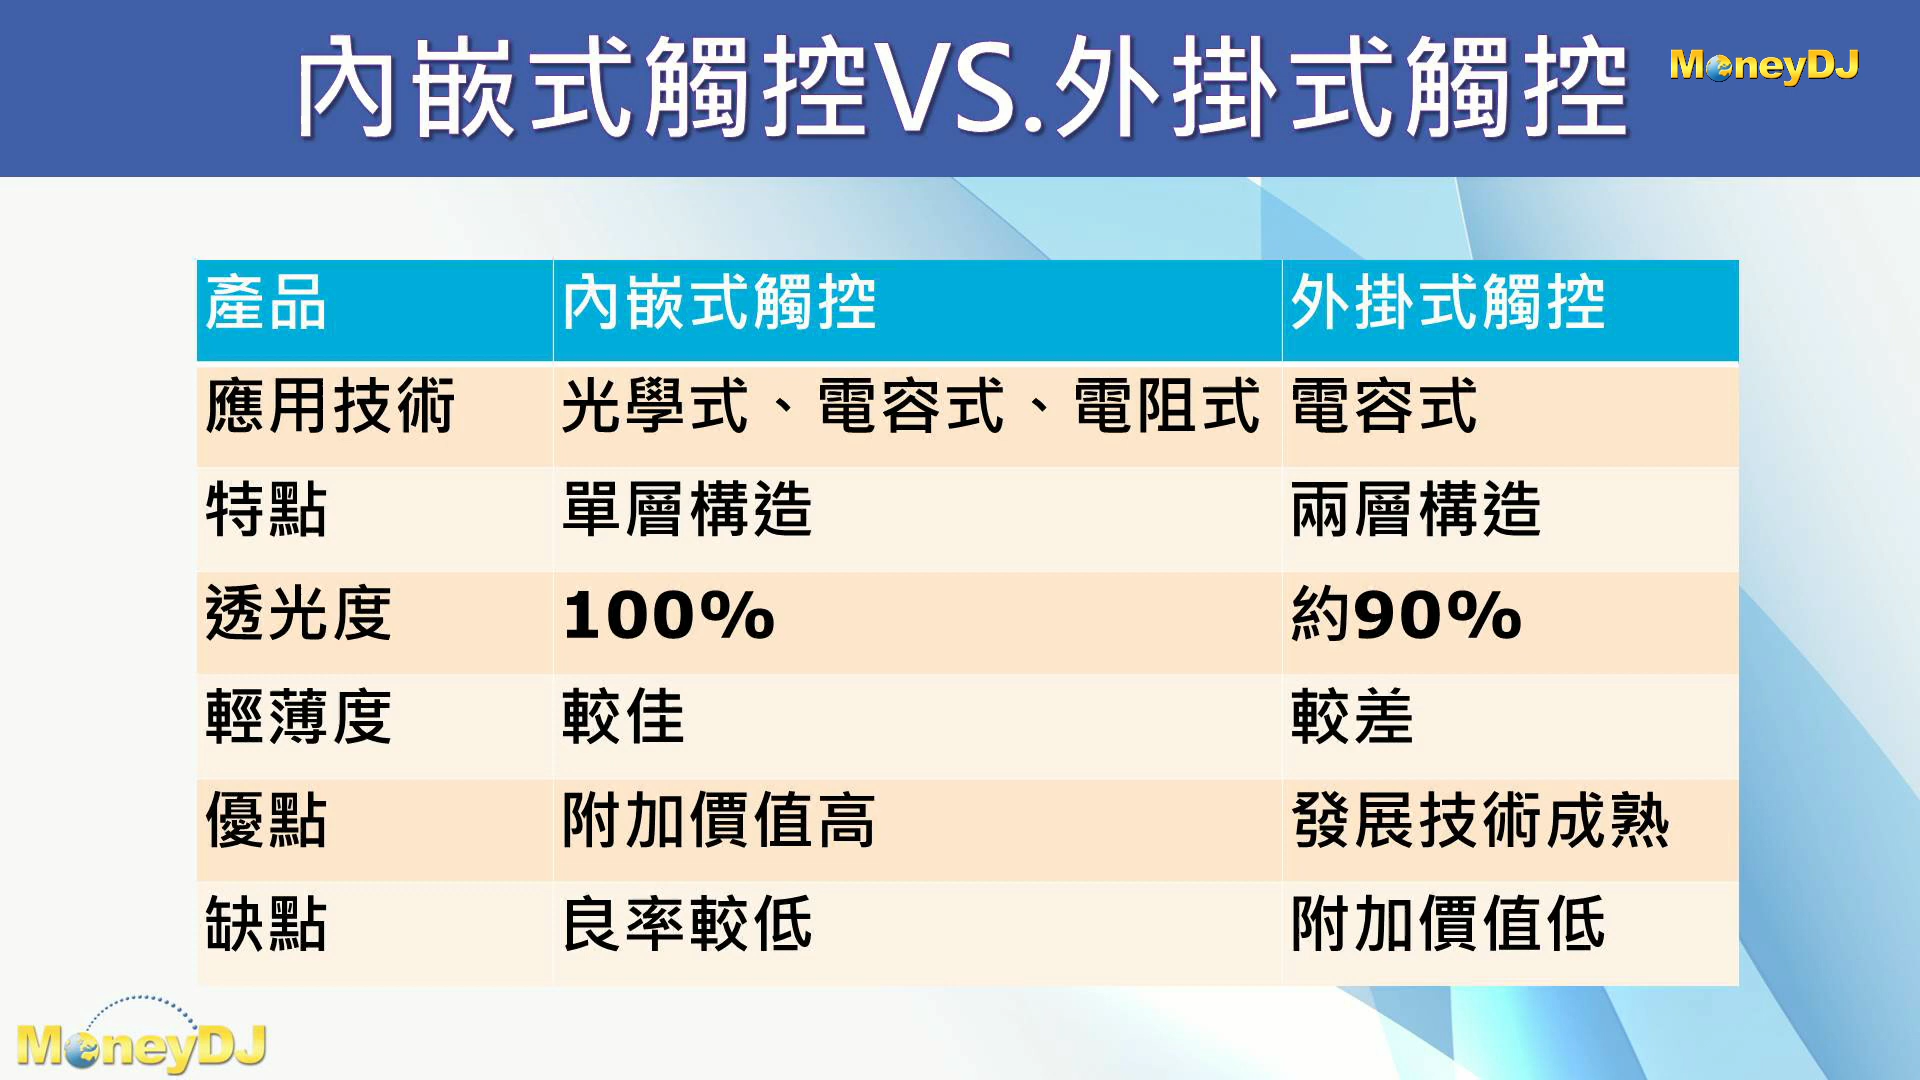 內嵌式觸控VS.外掛式觸控
MoneyDJ
產品 內嵌式觸控 外掛式觸控
應用技術 光學式、電容式、電阻式 電容式
特點 單層構造 兩層構造
透光度 100% 約90%
輕薄度 較佳 較差
優點 附加價值高 發展技術成熟
缺點 良率較低 附加價值低
MoneyDJ